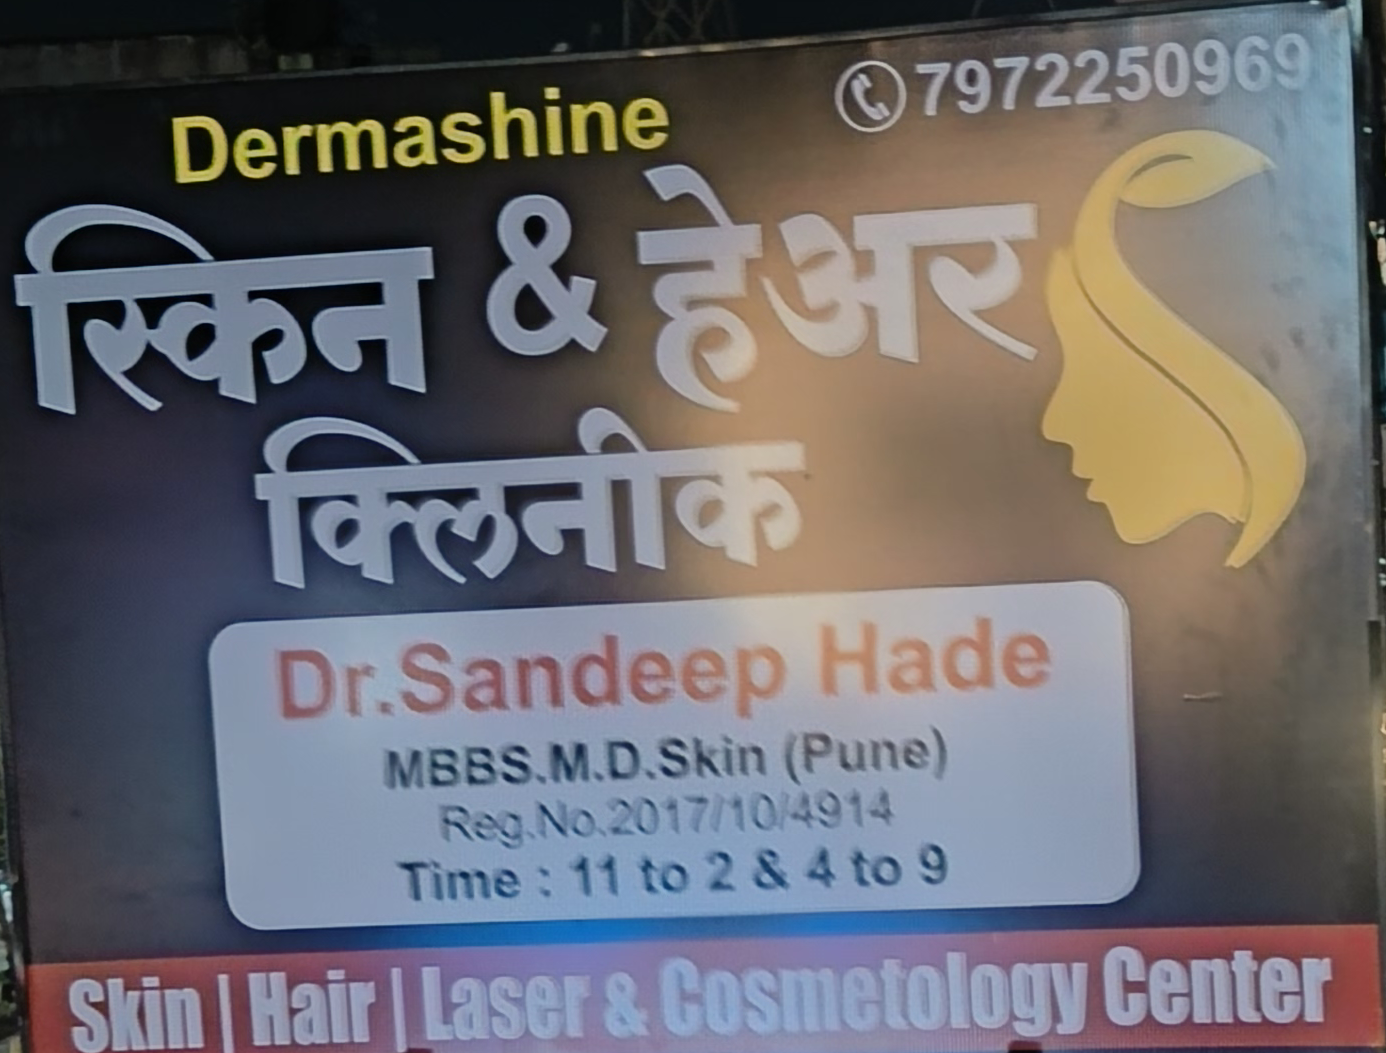 7972250969
Dermashine
स्किन & हेअर
क्लिनीक
Dr.Sandeep Hade
MBBS.M.D.Skin (Pune)
Reg.No.2017/10/4914
Time : 11 to 2 & 4 to 9
Skin | Hair | Laser & Cosmetology Center